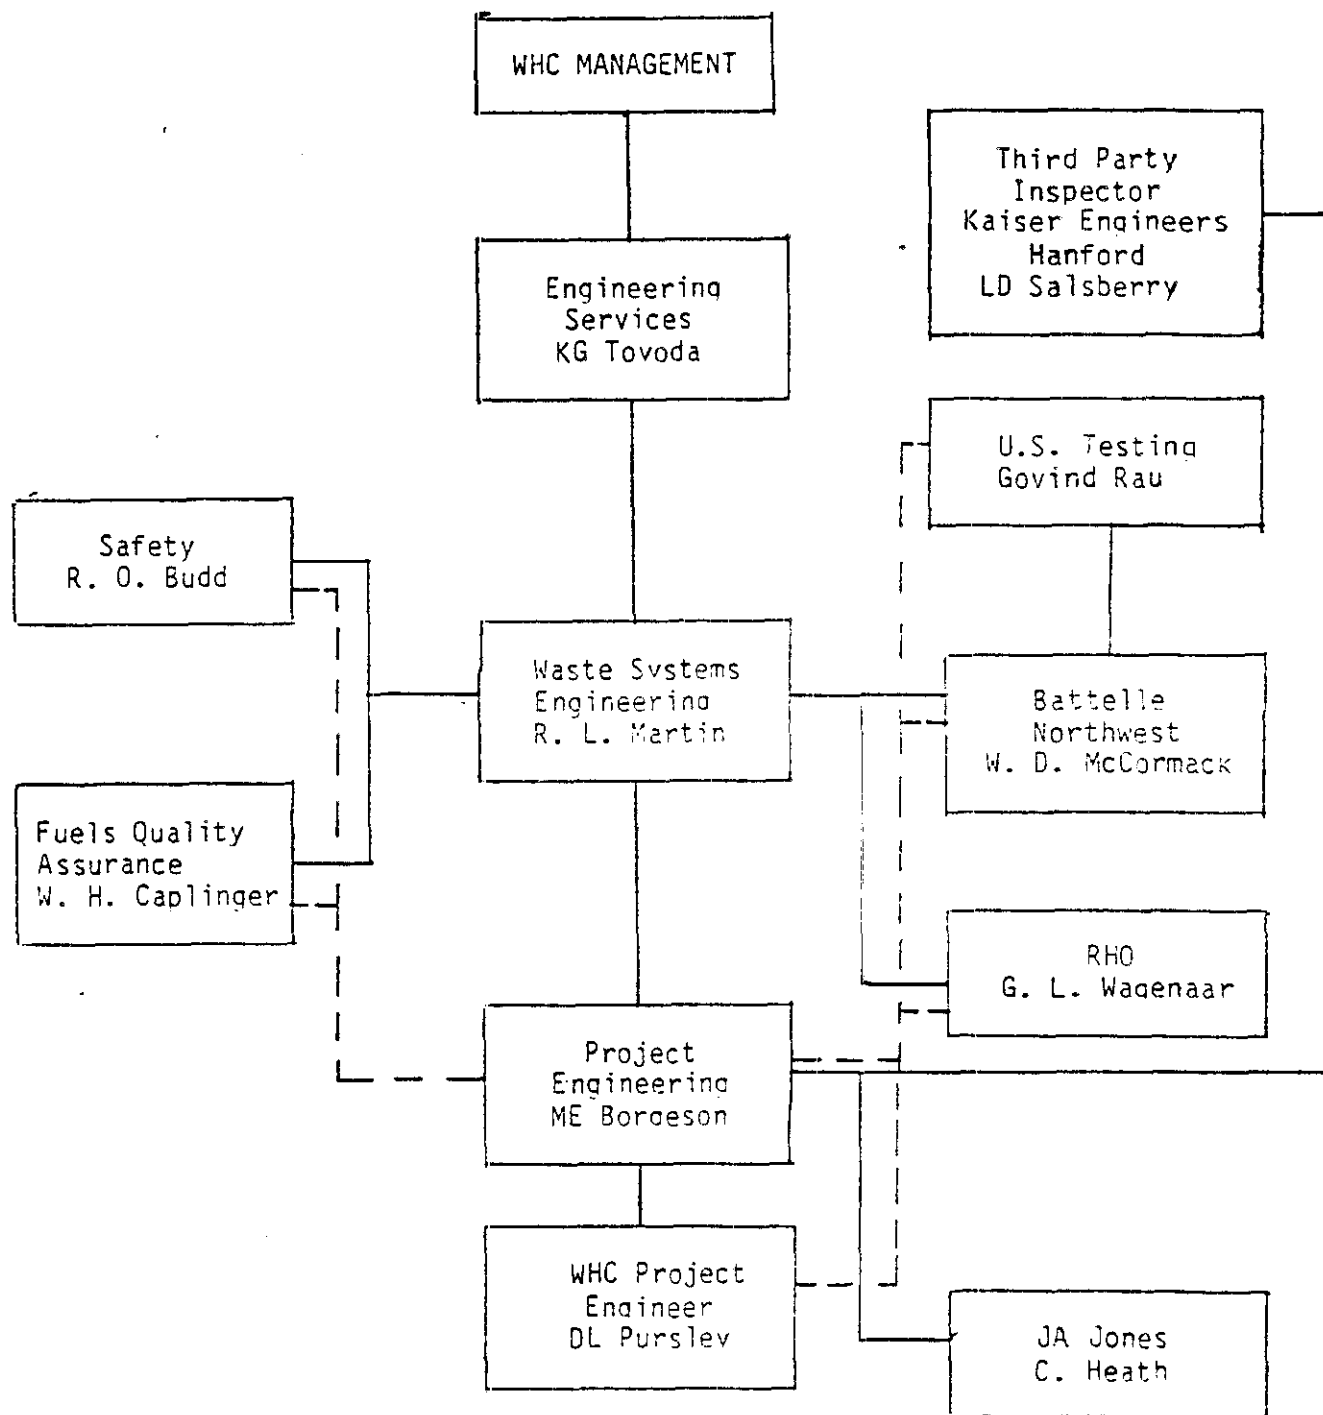 WHC MANAGEMENT
Third Party
Inspector
Kaiser Engineers
Hanford
LD Salsberry
Engineering
Services
KG Toyoda
U.S. Testing
Govind Rau
Safety
R. O. Budd
Waste Systems
Engineering
R. L. Martin
Battelle
Northwest
W. D. McCormack
Fuels Quality
Assurance
W. H. Caplinger
RHO
G. L. Wagenaar
Project
Engineering
ME Borgeson
WHC Project
Engineer
DL Pursley
JA Jones
C. Heath